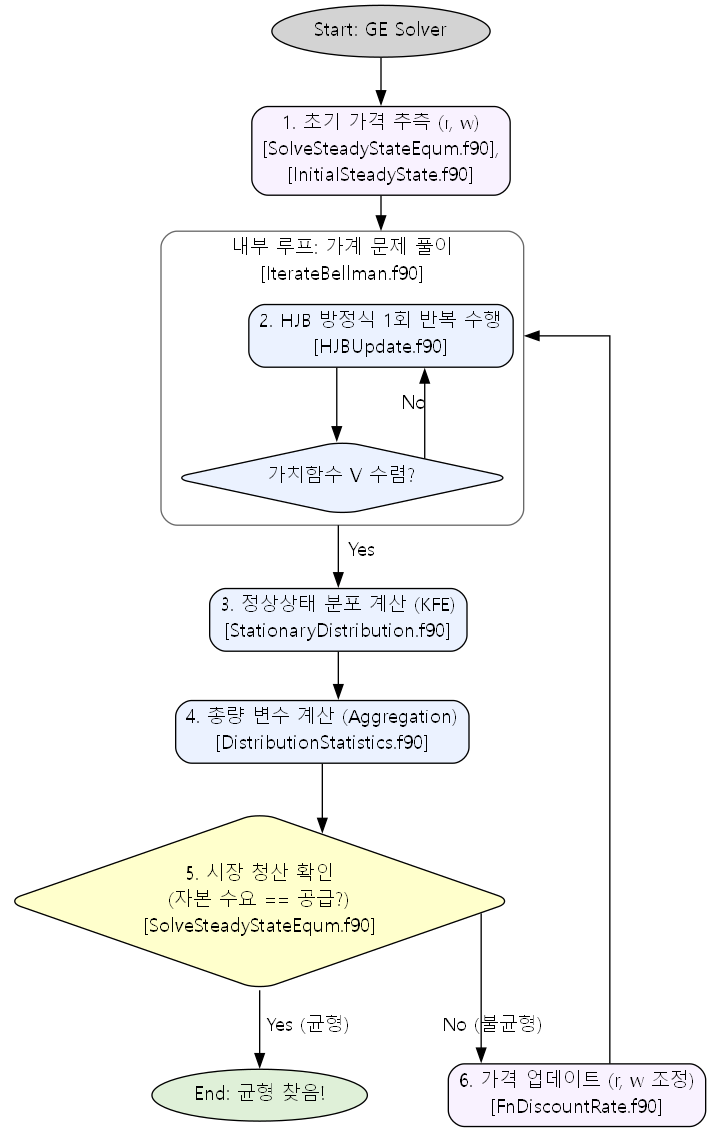 Start: GE Solver
1. 초기 가격 추측 (r, w)
[SolveSteadyStateEqum.f90],
[InitialSteadyState.f90]
내부 루프: 가계 문제 풀이
[IterateBellman.f90]
2. HJB 방정식 1회 반복 수행
[HJBUpdate.f90]
No
가치함수 V 수렴?
Yes
3. 정상상태 분포 계산 (KFE)
[StationaryDistribution.f90]
4. 총량 변수 계산 (Aggregation)
[DistributionStatistics.f90]
5. 시장 청산 확인
(자본 수요 == 공급?)
[SolveSteadyStateEqum.f90]
Yes (균형)
No (불균형)
End: 균형 찾음!
6. 가격 업데이트 (r, w 조정)
[FnDiscountRate.f90]